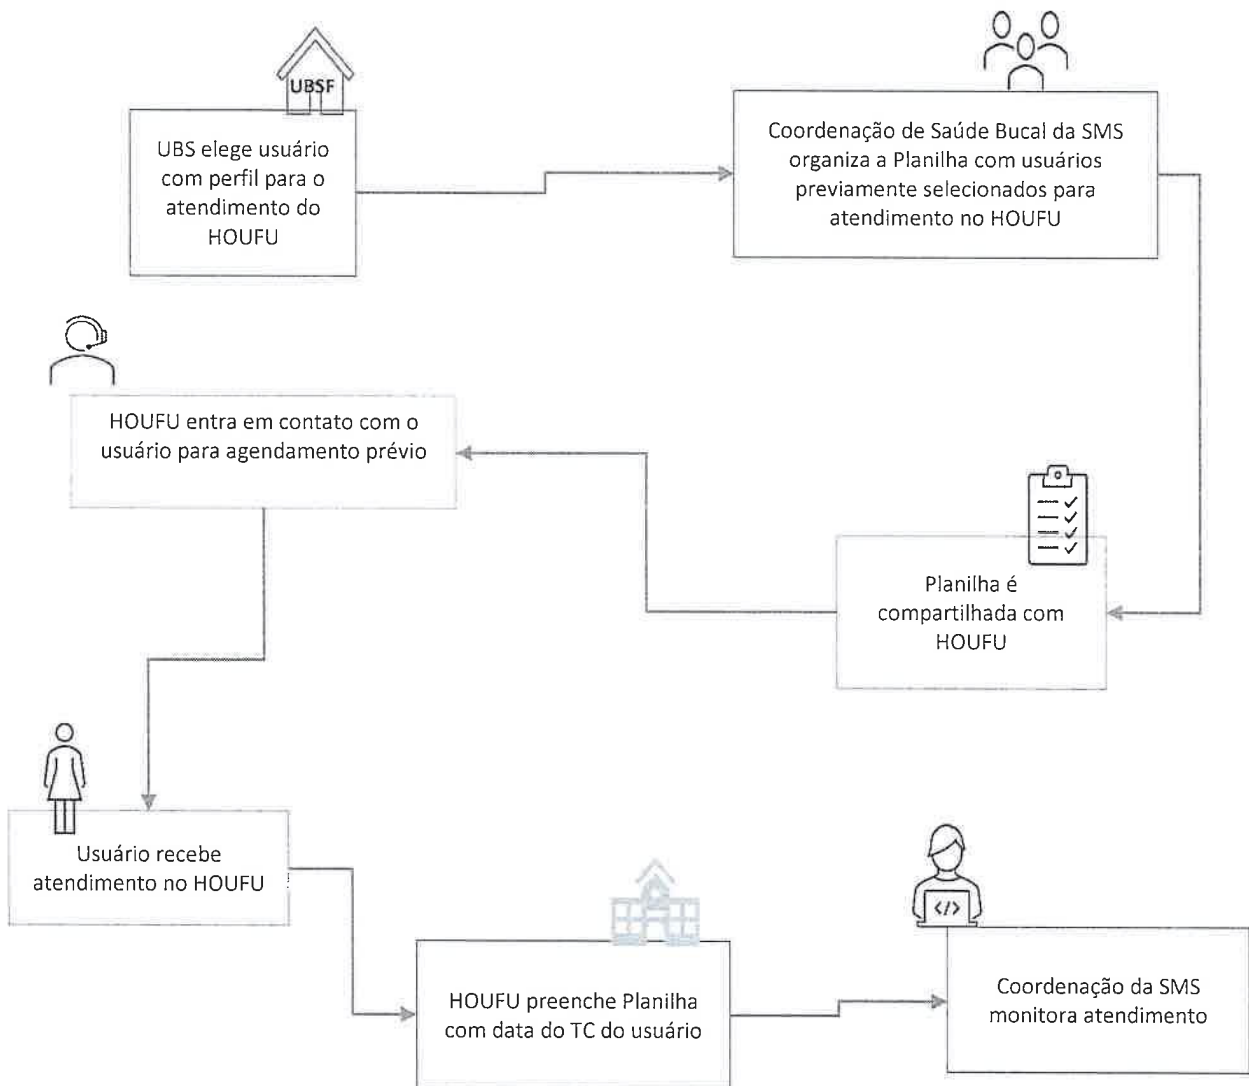 UBSF
UBS elege usuário
com perfil para o
atendimento do
HOUFU
Coordenação de Saúde Bucal da SMS
organiza a Planilha com usuários
previamente selecionados para
atendimento no HOUFU
HOUFU entra em contato com o
usuário para agendamento prévio
Planilha é
compartilhada com
HOUFU
Usuário recebe
atendimento no HOUFU
HOUFU preenche Planilha
com data do TC do usuário
</>
Coordenação da SMS
monitora atendimento